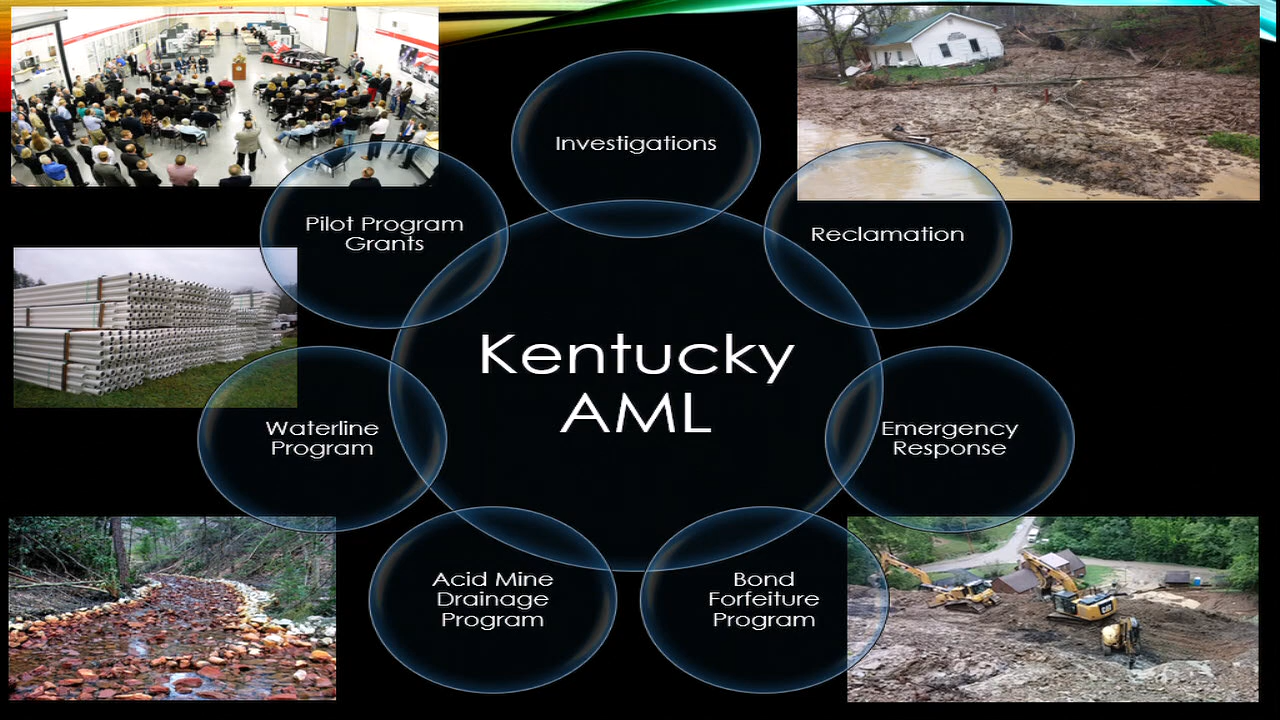 Investigations
Pilot Program
Grants
Reclamation
Kentucky
AML
Waterline
Program
Emergency
Response
Acid Mine
Drainage
Program
Bond
Forfeiture
Program